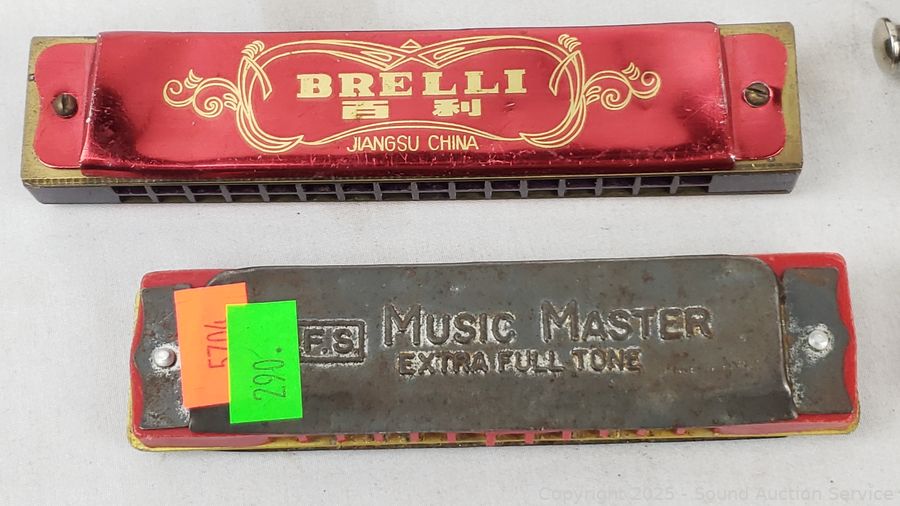 BRELLI
百利
JIANGSU CHINA
F.S. MUSIC MASTER
EXTRA FULL TONE
5704
290.
Copyright 2025 - Sound Auction Service